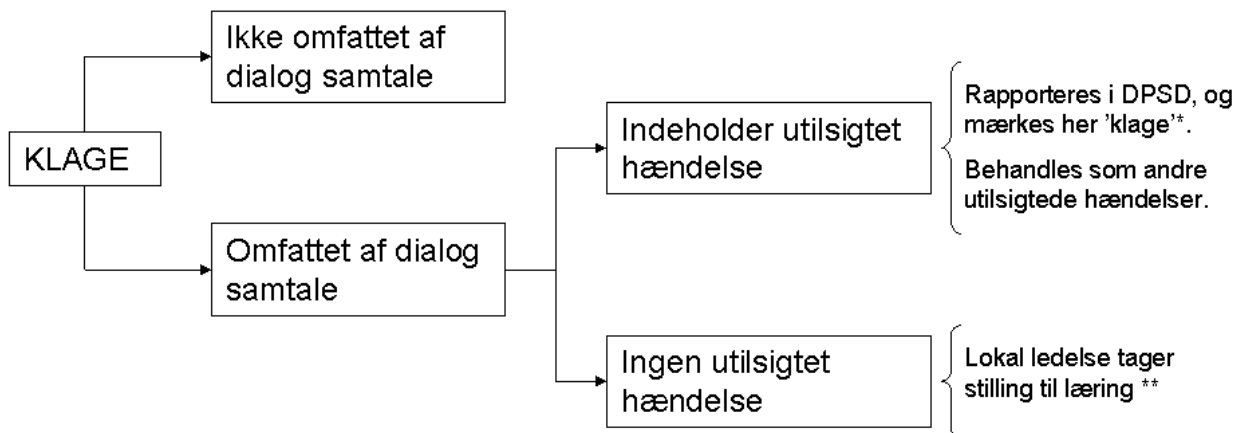 Ikke omfattet af
dialog samtale
KLAGE
Omfattet af dialog
samtale
Indeholder utilsigtet
hændelse
Rapporteres i DPSD, og
mærkes her 'klage'*.
Behandles som andre
utilsigtede hændelser.
Ingen utilsigtet
hændelse
Lokal ledelse tager
stilling til læring **